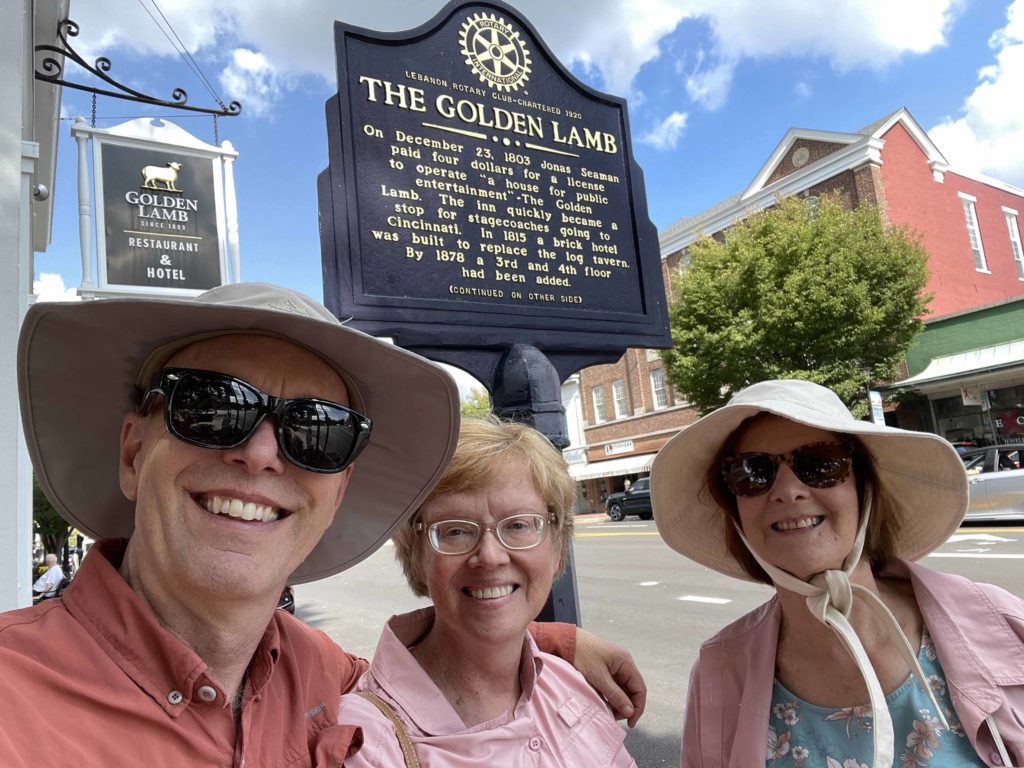 ROTARY
INTERNATIONAL
LEBANON ROTARY CLUB-CHARTERED 1920
THE GOLDEN LAMB
On December 23, 1803 Jonas Seaman
paid four dollars for a license
to operate "a house for public
entertainment"-The Golden
Lamb. The inn quickly became a
stop for stagecoaches going to
Cincinnati. In 1815 a brick hotel
was built to replace the log tavern.
By 1878 a 3rd and 4th floor
had been added.
(CONTINUED ON OTHER SIDE)
GOLDEN
LAMB
SINCE 1803
RESTAURANT
&
HOTEL